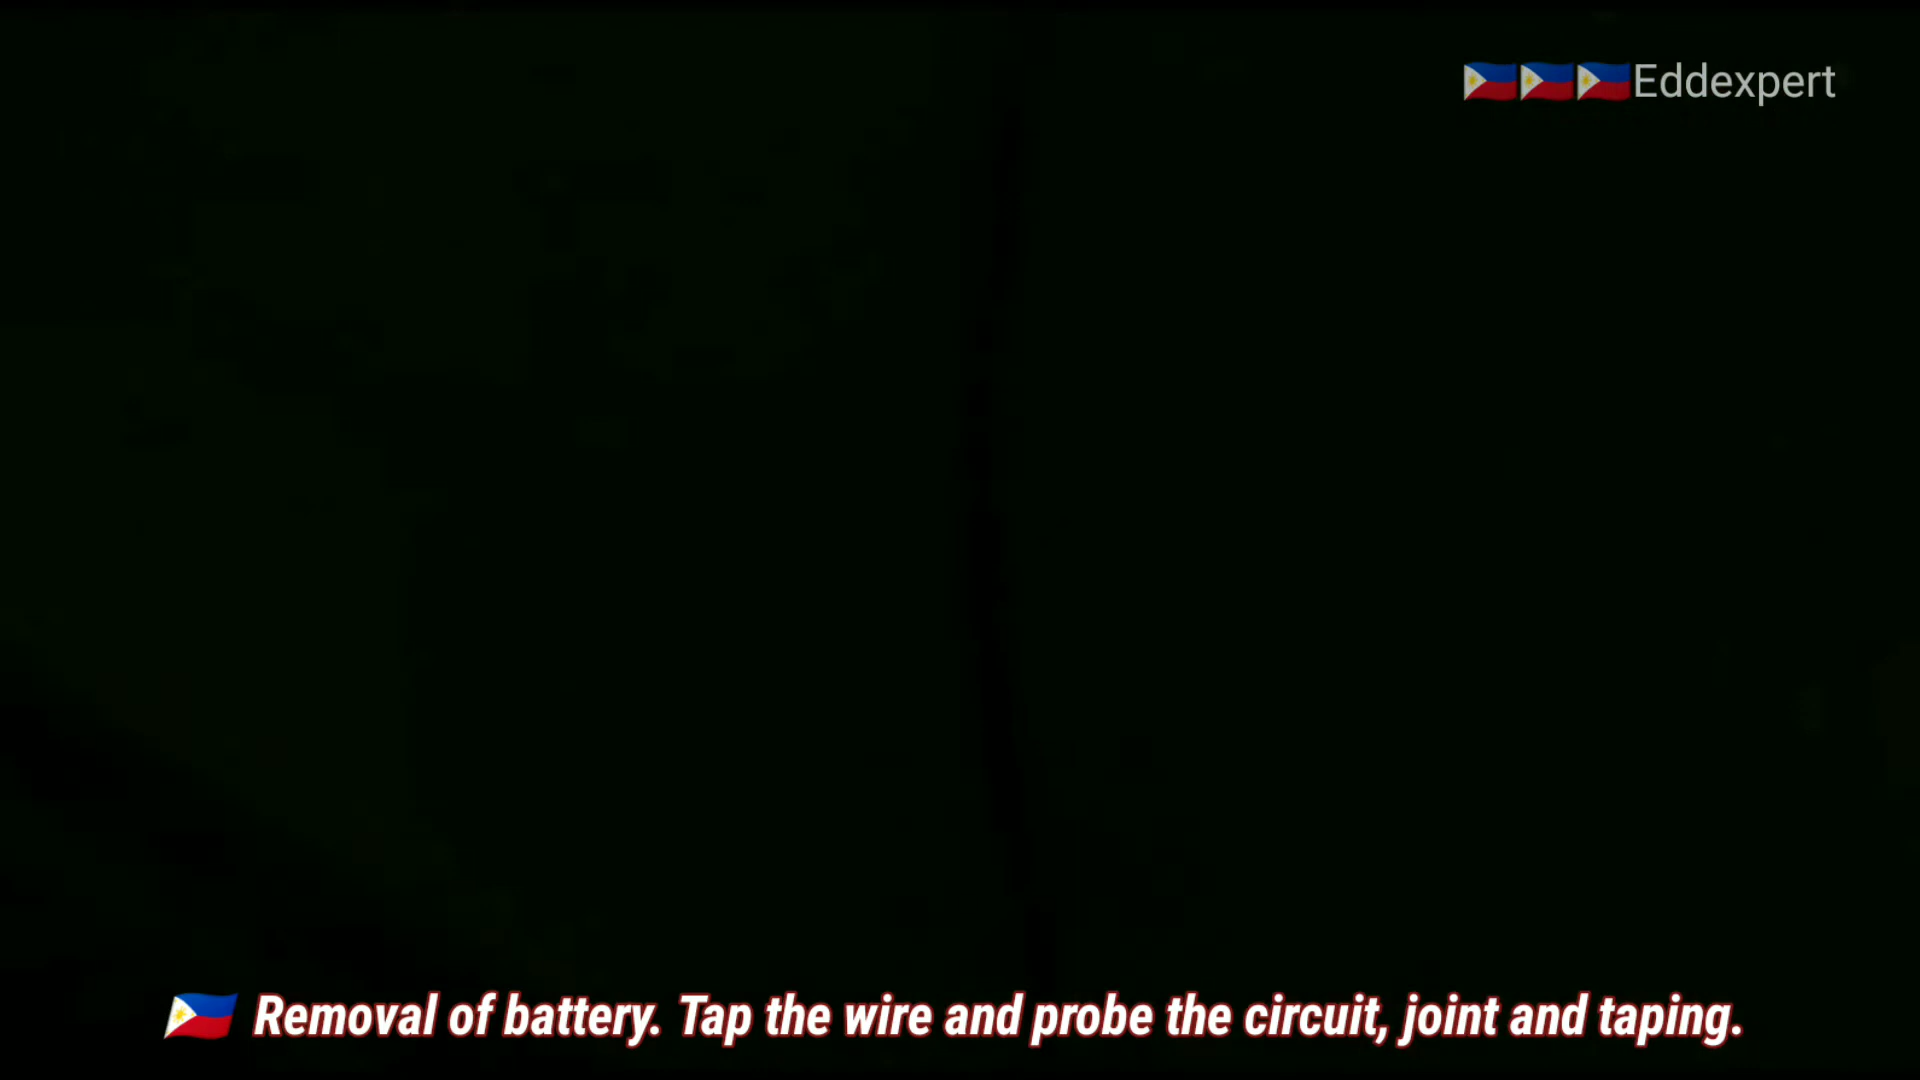 🇵🇭🇵🇭🇵🇭Eddexpert
🇵🇭 Removal of battery. Tap the wire and probe the circuit, joint and taping.